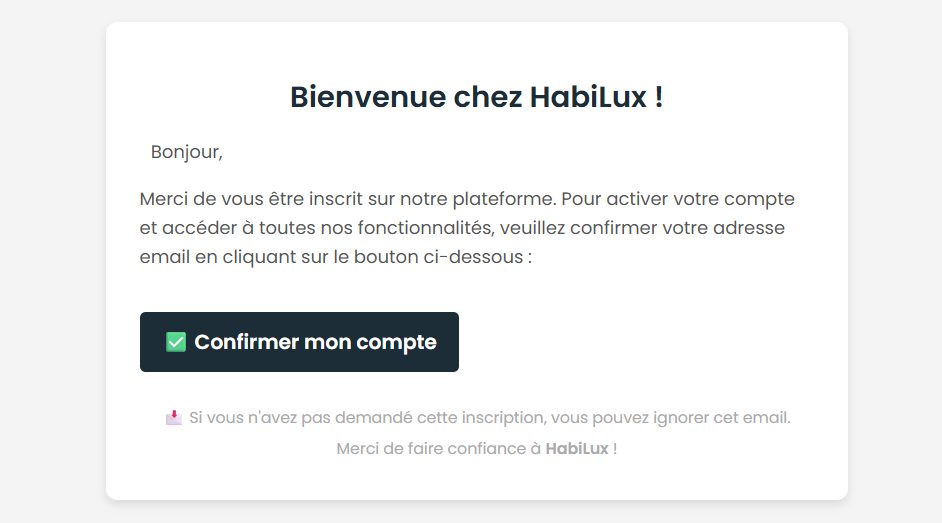 Bienvenue chez HabiLux !
Bonjour,
Merci de vous être inscrit sur notre plateforme. Pour activer votre compte
et accéder à toutes nos fonctionnalités, veuillez confirmer votre adresse
email en cliquant sur le bouton ci-dessous :
✅ Confirmer mon compte
📩 Si vous n'avez pas demandé cette inscription, vous pouvez ignorer cet email.
Merci de faire confiance à HabiLux !